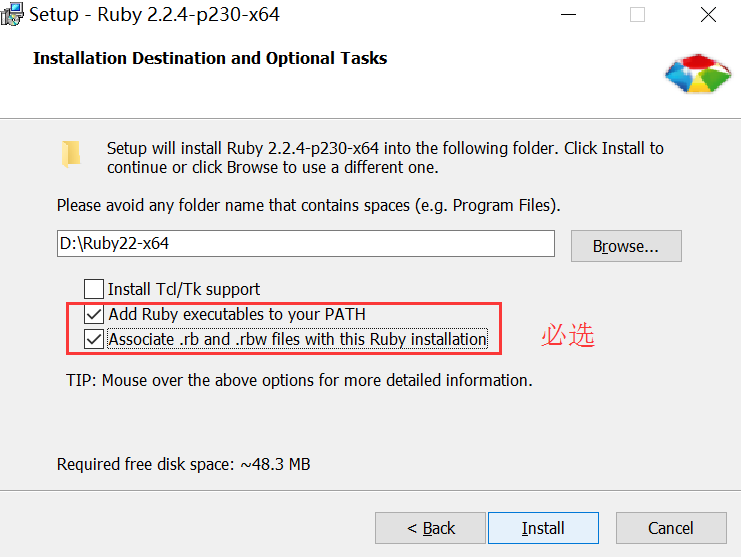 Setup - Ruby 2.2.4-p230-x64
Installation Destination and Optional Tasks
Setup will install Ruby 2.2.4-p230-x64 into the following folder. Click Install to
continue or click Browse to use a different one.
Please avoid any folder name that contains spaces (e.g. Program Files).
D:\Ruby22-x64
Browse...
Install Tcl/Tk support
Add Ruby executables to your PATH
Associate .rb and .rbw files with this Ruby installation
必选
TIP: Mouse over the above options for more detailed information.
Required free disk space: ~48.3 MB
< Back
Install
Cancel